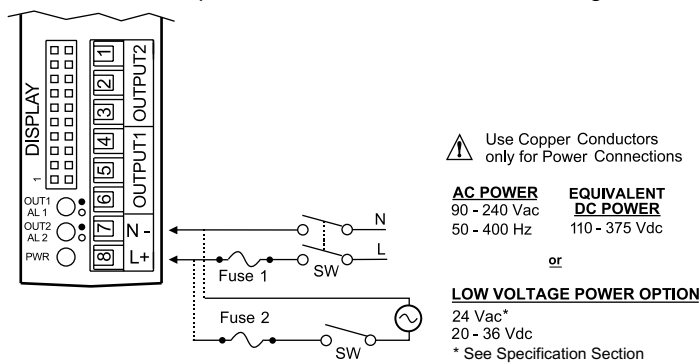 DISPLAY
1
1
2
3
4
5
6
7
8
OUTPUT2
OUTPUT1
OUT1
AL 1
OUT2
AL 2
PWR
N -
L+
N
L
Fuse 1
SW
Fuse 2
SW
Use Copper Conductors
only for Power Connections
AC POWER
90 - 240 Vac
50 - 400 Hz
EQUIVALENT
DC POWER
110 - 375 Vdc
or
LOW VOLTAGE POWER OPTION
24 Vac*
20 - 36 Vdc
* See Specification Section